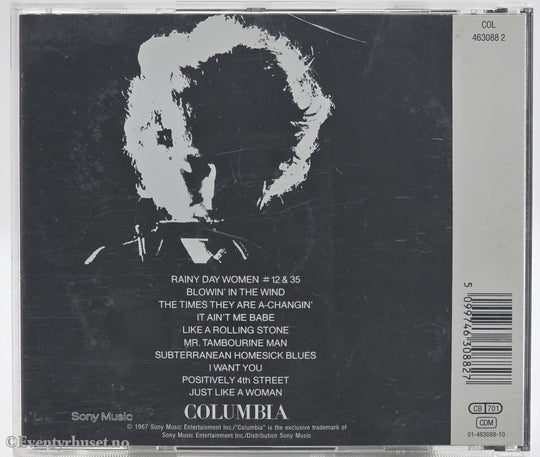 COL
463088 2
RAINY DAY WOMEN #12 & 35
BLOWIN' IN THE WIND
THE TIMES THEY ARE A-CHANGIN'
IT AIN'T ME BABE
LIKE A ROLLING STONE
MR. TAMBOURINE MAN
SUBTERRANEAN HOMESICK BLUES
I WANT YOU
POSITIVELY 4th STREET
JUST LIKE A WOMAN
Sony Music
COLUMBIA
© 1967 Sony Music Entertainment Inc./"Columbia" is the exclusive trademark of
Sony Music Entertainment Inc./Distribution Sony Music
5 099746 308827
CB 701
CDM
01-463088-10
© Eventyrhuset.no